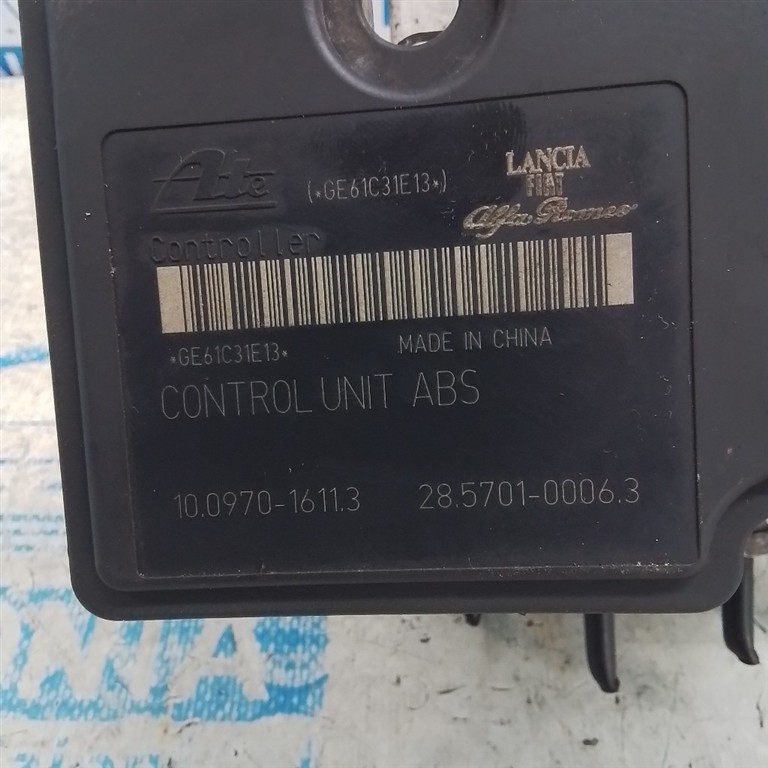 Ate (*GE61C31E13*) LANCIA
FIAT
Alfa Romeo
Controller
*GE61C31E13* MADE IN CHINA
CONTROL UNIT ABS
10.0970-1611.3 28.5701-0006.3